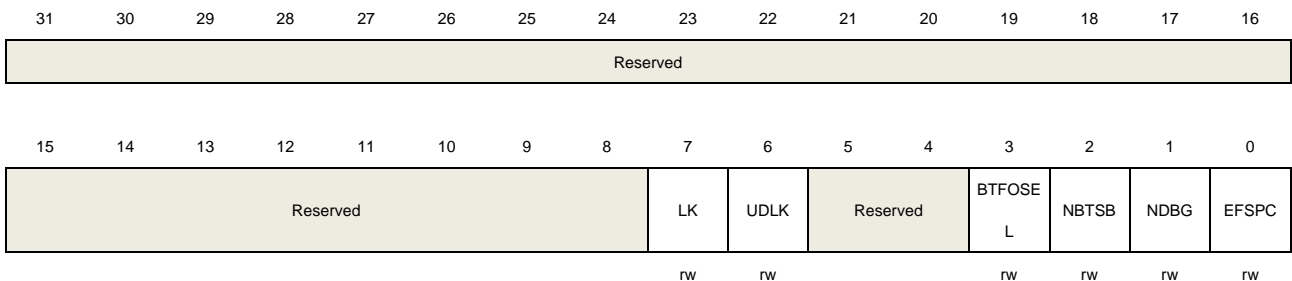 31 30 29 28 27 26 25 24 23 22 21 20 19 18 17 16
Reserved
15 14 13 12 11 10 9 8 7 6 5 4 3 2 1 0
Reserved LK UDLK Reserved BTFOSE L NBTSB NDBG EFSPC
rw rw rw rw rw rw